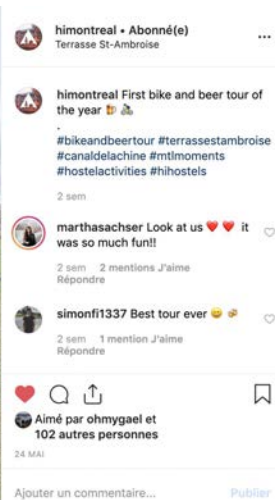 himontreal • Abonné(e)
Terrasse St-Ambroise
himontreal First bike and beer tour of
the year 🍻 🚴
.
#bikeandbeertour #terrassestambroise
#canaldelachine #mtlmoments
#hostelactivities #hihostels
2 sem
marthasachser Look at us ❤️ ❤️ it
was so much fun!!
2 sem 2 mentions J'aime
Répondre
simonfi1337 Best tour ever 😄 🍻
2 sem 1 mention J'aime
Répondre
Aimé par ohmygael et
102 autres personnes
24 MAI
Ajouter un commentaire... Publier